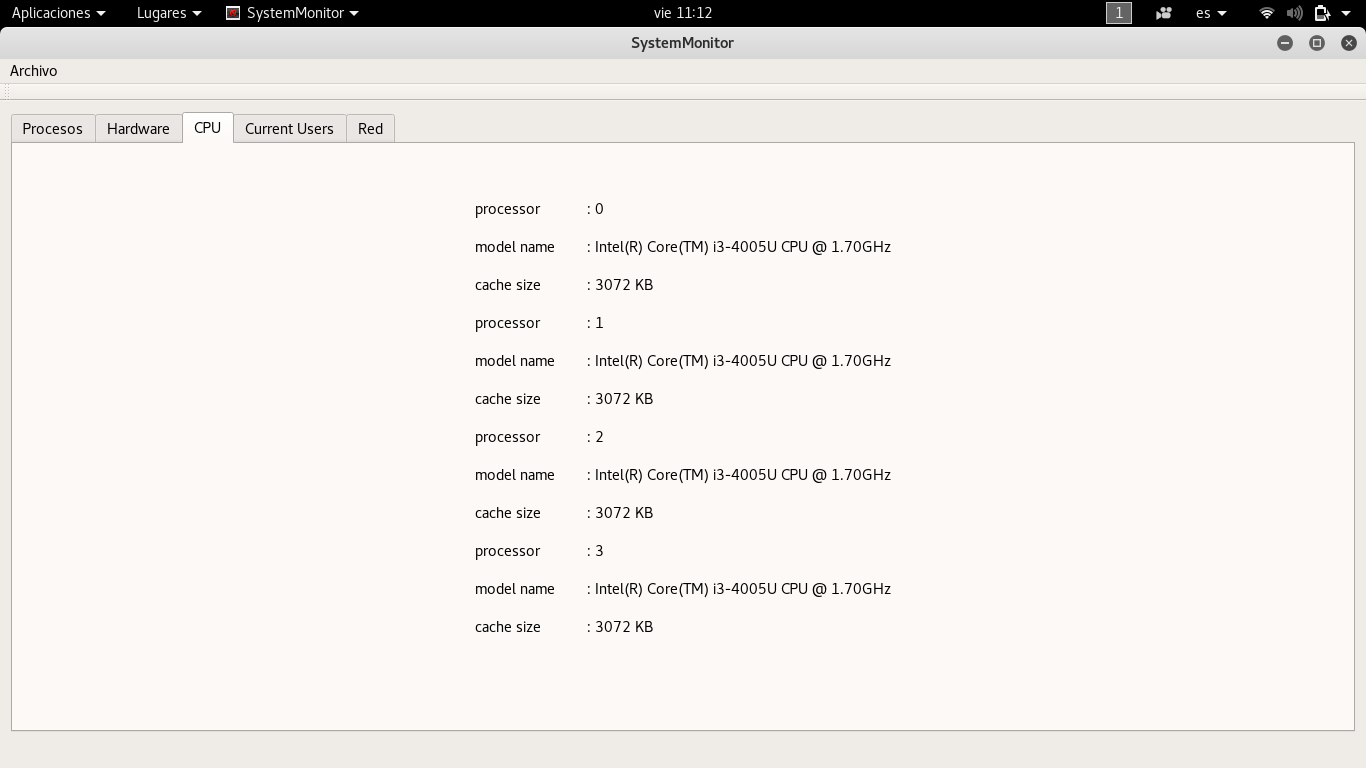 Aplicaciones Lugares SystemMonitor vie 11:12 1 es
SystemMonitor
Archivo
Procesos Hardware CPU Current Users Red
processor : 0
model name : Intel(R) Core(TM) i3-4005U CPU @ 1.70GHz
cache size : 3072 KB
processor : 1
model name : Intel(R) Core(TM) i3-4005U CPU @ 1.70GHz
cache size : 3072 KB
processor : 2
model name : Intel(R) Core(TM) i3-4005U CPU @ 1.70GHz
cache size : 3072 KB
processor : 3
model name : Intel(R) Core(TM) i3-4005U CPU @ 1.70GHz
cache size : 3072 KB